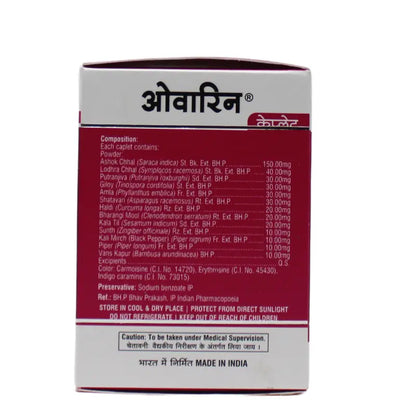 ओवारिन®
केप्लेट
Composition:
Each caplet contains:
Powder:
Ashok Chhal (Saraca indica) St. Bk. Ext. BH.P 150.00mg
Lodhra Chhal (Symplocos racemosa) St. Bk. Ext. BH.P 40.00mg
Putranjiva (Putranjiva roxburghii) Sd. Ext. BH.P 30.00mg
Giloy (Tinospora cordifolia) St. Ext. BH.P 30.00mg
Amla (Phyllanthus emblica) Fr. Ext. BH.P 30.00mg
Shatavari (Asparagus racemosus) Rt. Ext. BH.P 30.00mg
Haldi (Curcuma longa) Rz. Ext. BH.P 20.00mg
Bharangi Mool (Clerodendron serratum) Rt. Ext. BH.P 20.00mg
Kala Til (Sesamum indicum) Sd. Ext. BH.P 20.00mg
Sunth (Zingiber officinale) Rz. Ext. BH.P 10.00mg
Kali Mirch (Black Pepper) (Piper nigrum) Fr. Ext. BH.P 10.00mg
Piper (Piper longum) Fr. Ext. BH.P 10.00mg
Vans Kapur (Bambusa arundinacea) BH.P 10.00mg
Excipients Q.S.
Color: Carmoisine (C.I. No. 14720), Erythrosine (C.I. No. 45430),
Indigo caramine (C.I. No. 73015)
Preservative: Sodium benzoate IP
Ref.: BH.P Bhav Prakash, IP Indian Pharmacopoeia
STORE IN COOL & DRY PLACE | PROTECT FROM DIRECT SUNLIGHT
DO NOT REFRIGERATE | KEEP OUT OF REACH OF CHILDREN
Caution: To be taken under Medical Supervision.
चेतावनी: वैद्यकीय निरीक्षण के अंतर्गत लिया जाय।
भारत में निर्मित MADE IN INDIA